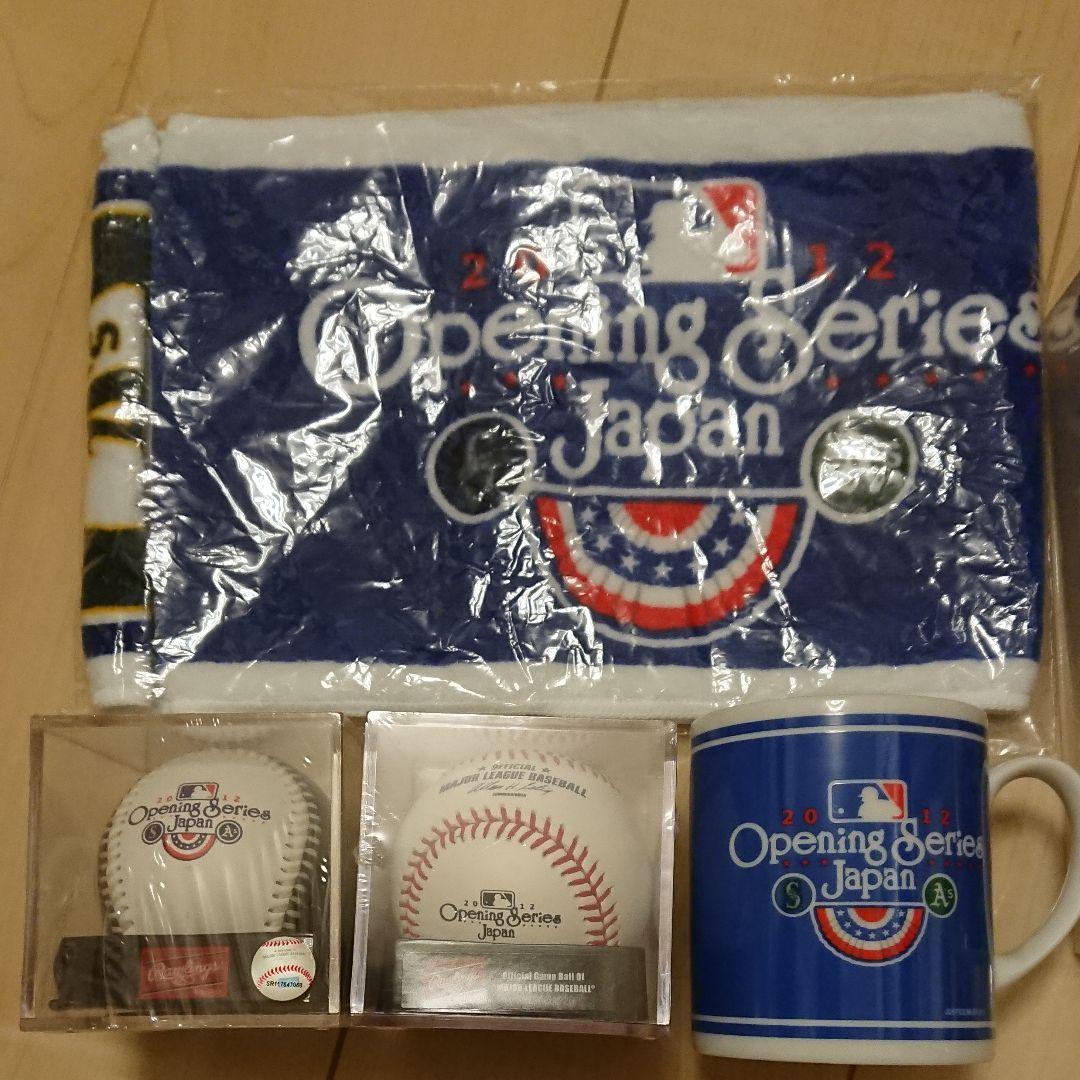 2012
Opening Series
Japan
2012
Opening Series
Japan
S
A's
Rawlings
OFFICIAL
MAJOR LEAGUE BASEBALL
2012
Opening Series
Japan
Official Game Ball Of
MAJOR LEAGUE BASEBALL®
2012
Opening Series
Japan
S
A's